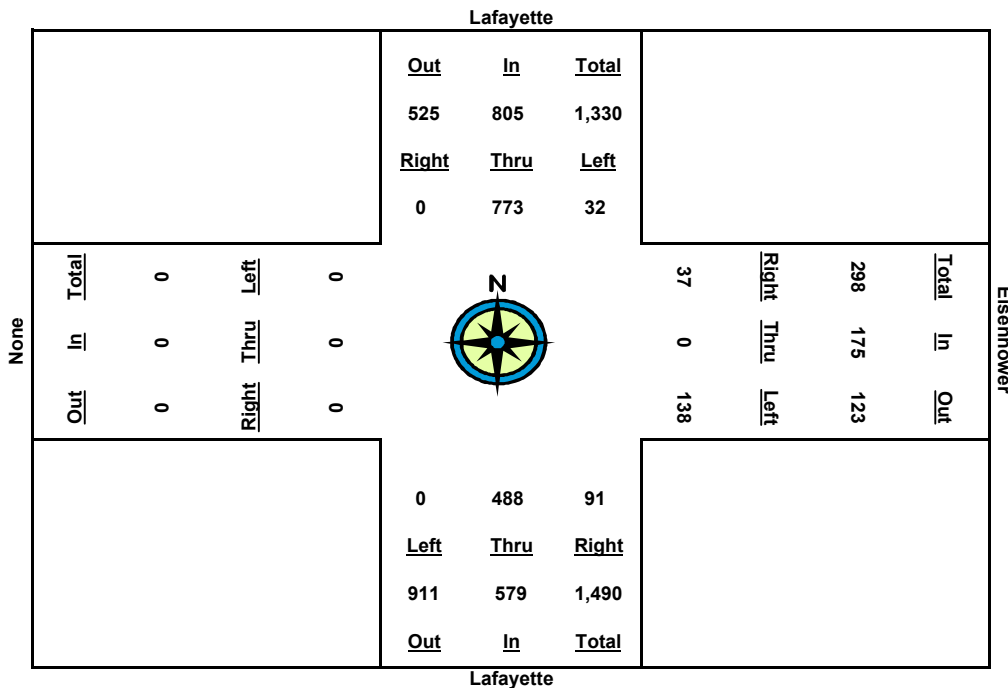 Lafayette
Out In Total
525 805 1,330
Right Thru Left
0 773 32
None
Total In Out
0 0 0
Left Thru Right
0 0 0
N
37 0 138
Right Thru Left
298 175 123
Total In Out
Eisenhower
0 488 91
Left Thru Right
911 579 1,490
Out In Total
Lafayette